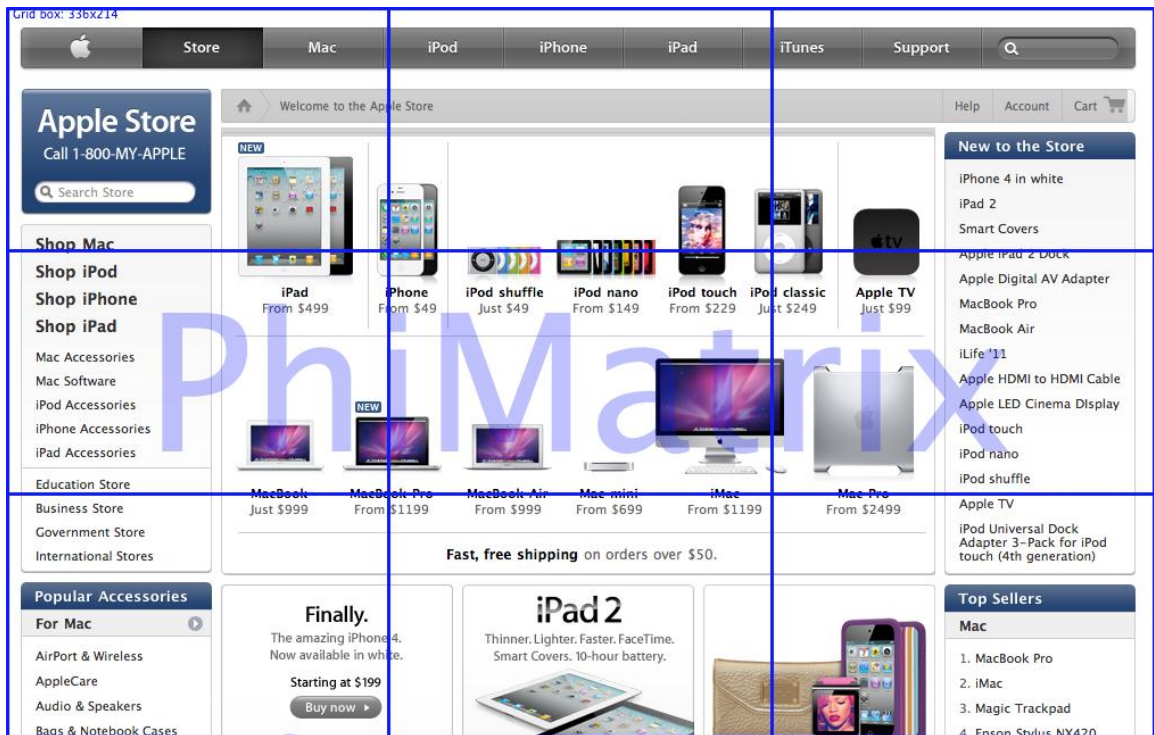 Grid box: 336x214
Store Mac iPod iPhone iPad iTunes Support
Apple Store
Call 1-800-MY-APPLE
Search Store
Welcome to the Apple Store
Help Account Cart
Shop Mac
Shop iPod
Shop iPhone
Shop iPad
Mac Accessories
Mac Software
iPod Accessories
iPhone Accessories
iPad Accessories
Education Store
Business Store
Government Store
International Stores
NEW
iPad iPhone iPod shuffle iPod nano iPod touch iPod classic Apple TV
From $499 From $49 Just $49 From $149 From $229 Just $249 Just $99
tv
PhiMatrix
NEW
MacBook MacBook Pro MacBook Air Mac mini iMac Mac Pro
Just $999 From $1199 From $999 From $699 From $1199 From $2499
Fast, free shipping on orders over $50.
New to the Store
iPhone 4 in white
iPad 2
Smart Covers
Apple iPad 2 Dock
Apple Digital AV Adapter
MacBook Pro
MacBook Air
iLife '11
Apple HDMI to HDMI Cable
Apple LED Cinema DIsplay
iPod touch
iPod nano
iPod shuffle
Apple TV
iPod Universal Dock
Adapter 3-Pack for iPod
touch (4th generation)
Popular Accessories
For Mac
AirPort & Wireless
AppleCare
Audio & Speakers
Bags & Notebook Cases
Finally.
The amazing iPhone 4.
Now available in white.
Starting at $199
Buy now
iPad 2
Thinner. Lighter. Faster. FaceTime.
Smart Covers. 10-hour battery.
Top Sellers
Mac
1. MacBook Pro
2. iMac
3. Magic Trackpad
4. Epson Stylus NX420